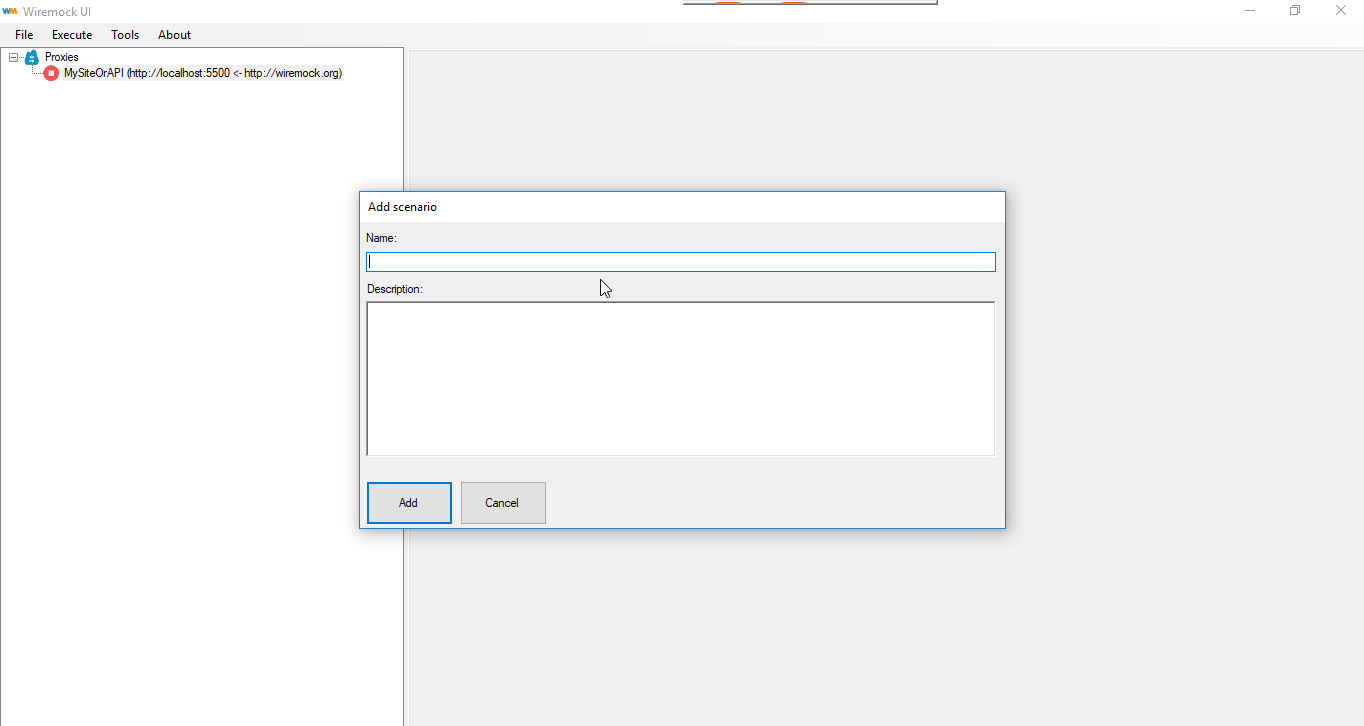 WM Wiremock UI
File Execute Tools About
Proxies
MySiteOrAPI (http://localhost:5500 <- http://wiremock.org)
Add scenario
Name:
Description:
Add Cancel